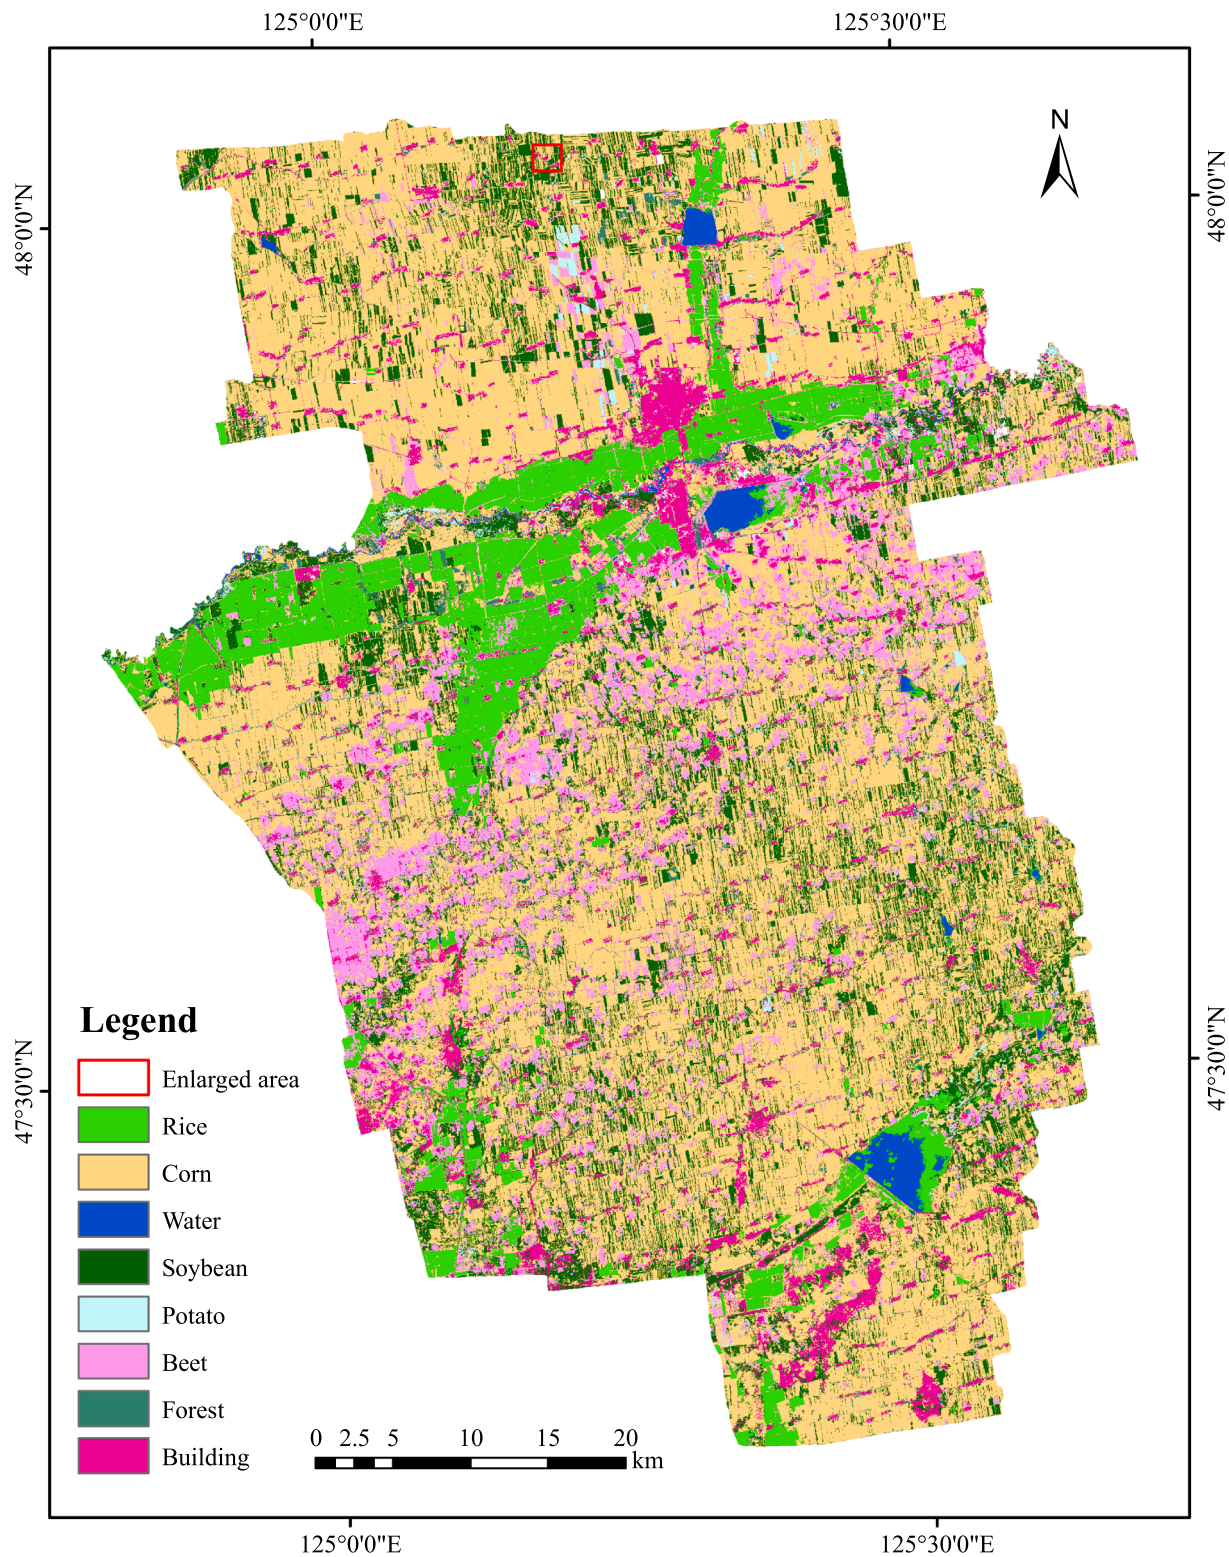 125°0'0"E
125°30'0"E
N
48°0'0"N
48°0'0"N
Legend
Enlarged area
Rice
Corn
Water
Soybean
Potato
Beet
Forest
Building
47°30'0"N
47°30'0"N
0 2.5 5 10 15 20
km
125°0'0"E
125°30'0"E